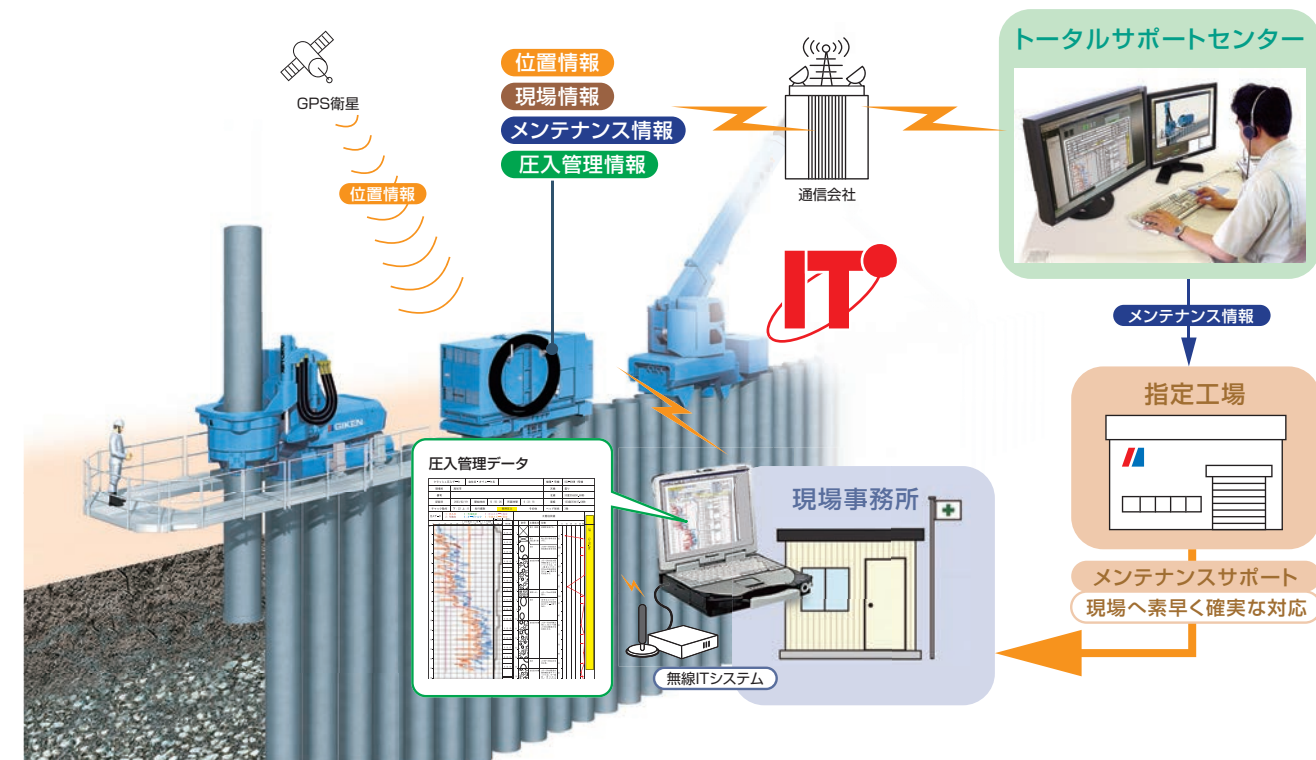 トータルサポートセンター
GPS衛星
位置情報
現場情報
メンテナンス情報
圧入管理情報
位置情報
通信会社
IT
メンテナンス情報
指定工場
GIKEN
圧入管理データ
現場事務所
メンテナンスサポート
現場へ素早く確実な対応
無線ITシステム